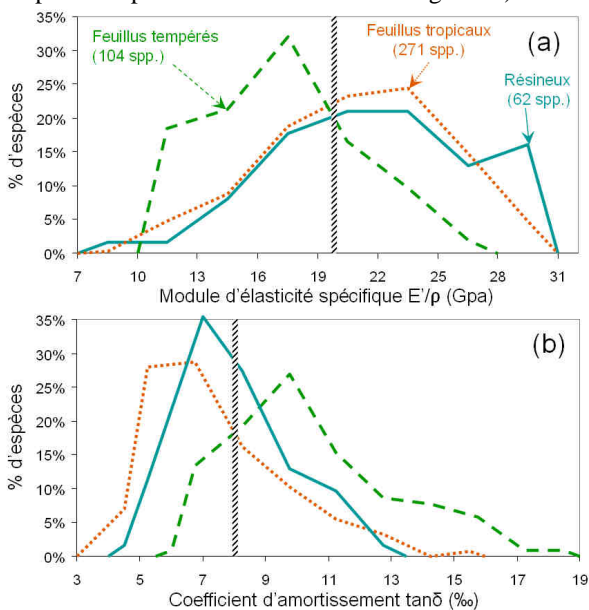 35%
30%
25%
20%
15%
10%
5%
0%
% d'espèces
Feuillus tempérés
(104 spp.)
Feuillus tropicaux
(271 spp.)
(a)
Résineux
(62 spp.)
7 10 13 16 19 22 25 28 31
Module d'élasticité spécifique E'/ρ (Gpa)
35%
30%
25%
20%
15%
10%
5%
0%
% d'espèces
(b)
3 5 7 9 11 13 15 17 19
Coefficient d'amortissement tanδ (‰)